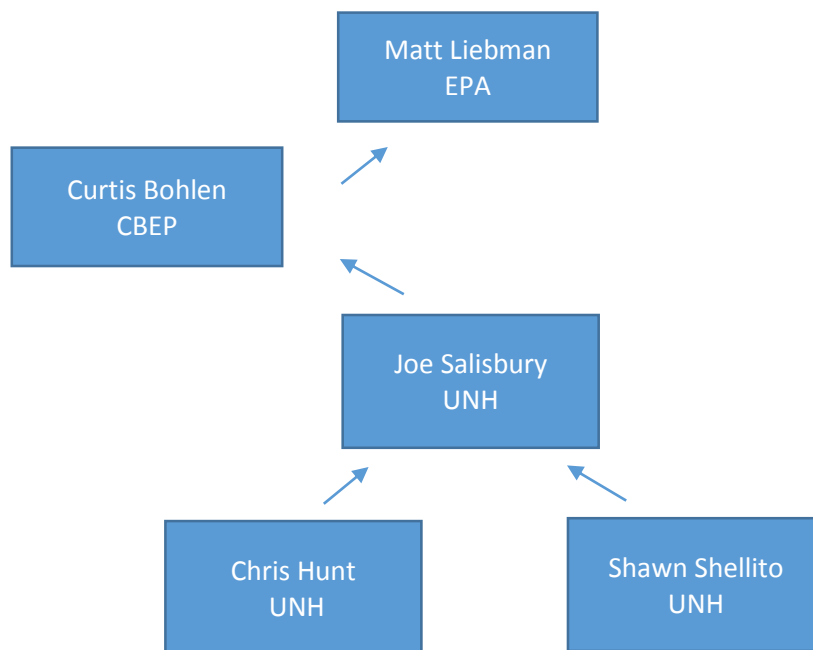 Matt Liebman
EPA
Curtis Bohlen
CBEP
Joe Salisbury
UNH
Chris Hunt
UNH
Shawn Shellito
UNH